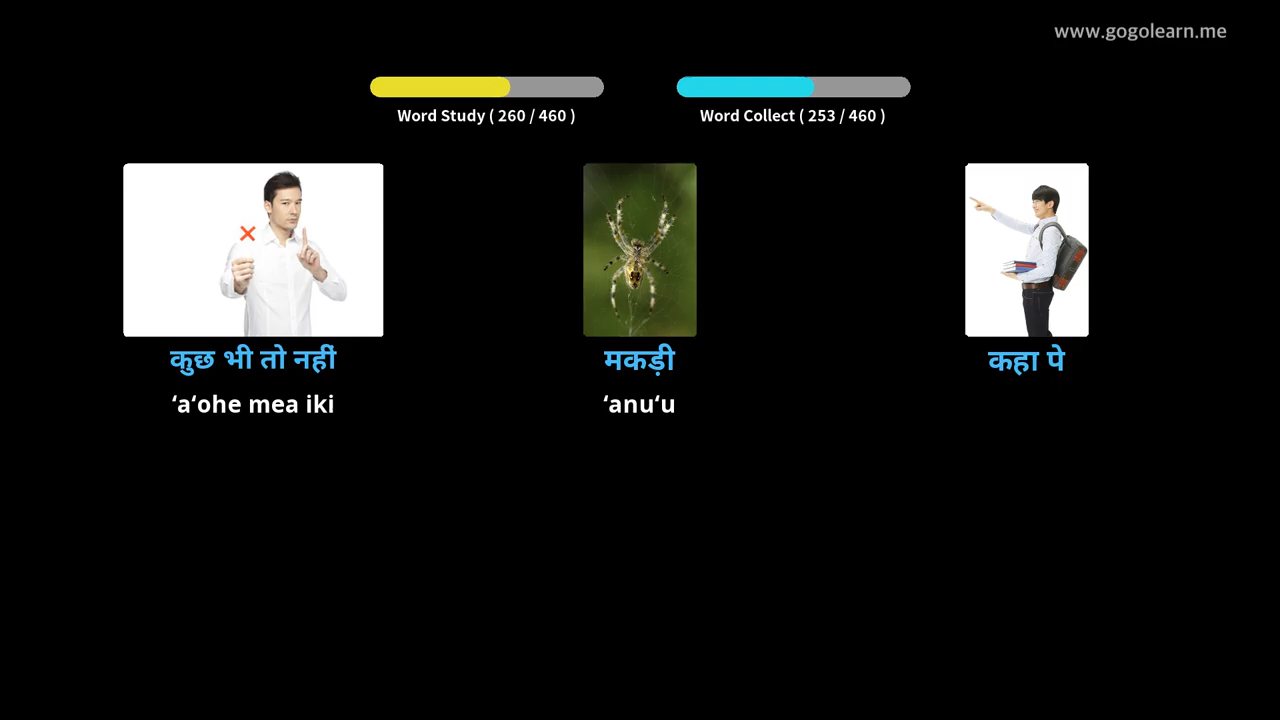 www.gogolearn.me
Word Study ( 260 / 460 )
Word Collect ( 253 / 460 )
कुछ भी तो नहीं
मकड़ी
कहा पे
ʻaʻohe mea iki
ʻanuʻu